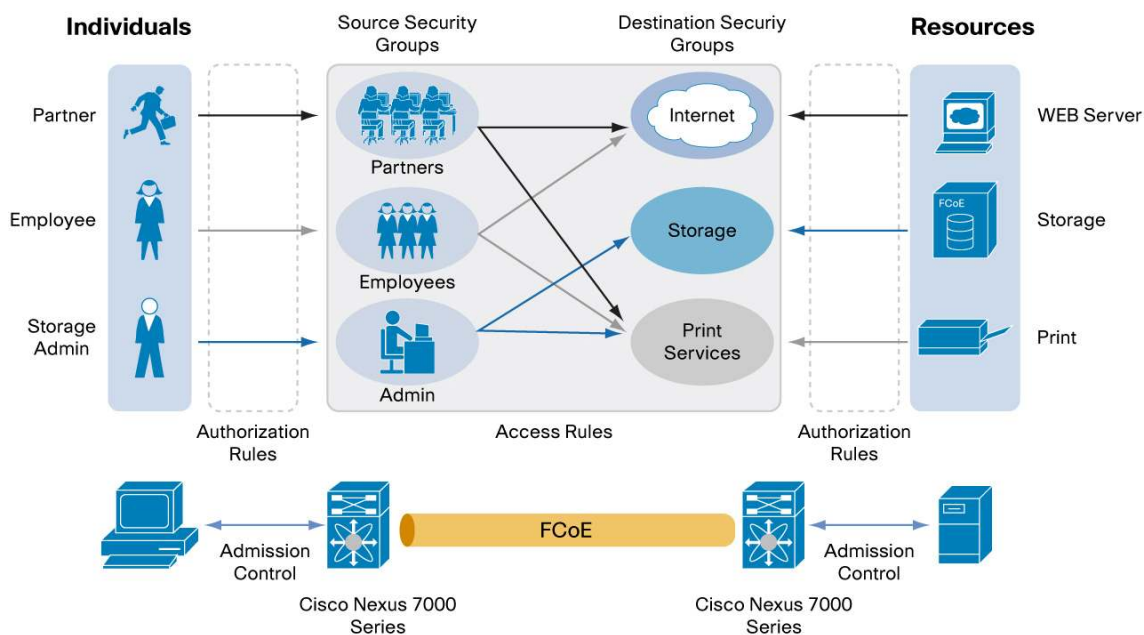 Individuals
Source Security
Groups
Destination Securiy
Groups
Resources
Partner
Employee
Storage
Admin
Partners
Employees
Admin
Internet
Storage
Print
Services
WEB Server
FCoE
Storage
Print
Authorization
Rules
Access Rules
Authorization
Rules
Admission
Control
FCoE
Admission
Control
Cisco Nexus 7000
Series
Cisco Nexus 7000
Series